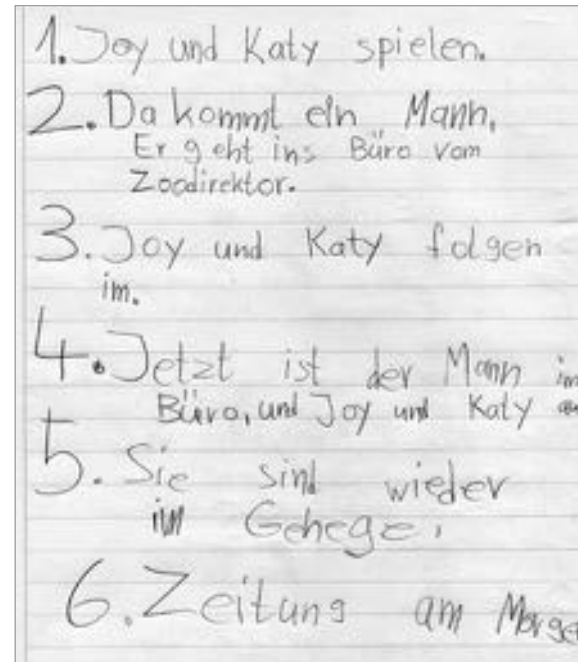 1. Joy und Katy spielen.
2. Da kommt ein Mann.
Er geht ins Büro vom
Zoodirektor.
3. Joy und Katy folgen
im.
4. Jetzt ist der Mann im
Büro, und Joy und Katy
5. Sie sind wieder
im Gehege.
6. Zeitung am